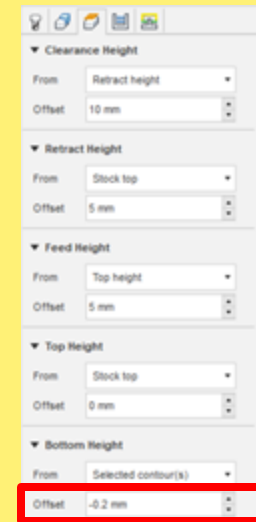 Clearance Height
From Retract height
Offset 10 mm
Retract Height
From Stock top
Offset 5 mm
Feed Height
From Top height
Offset 5 mm
Top Height
From Stock top
Offset 0 mm
Bottom Height
From Selected contour(s)
Offset -0.2 mm